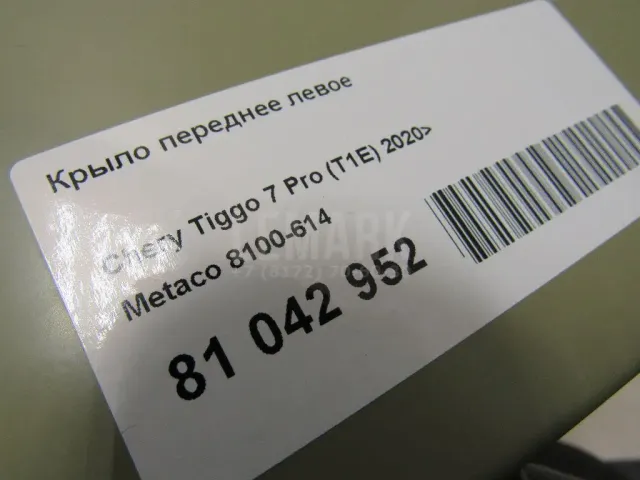 Крыло переднее левое
Chery Tiggo 7 Pro (T1E) 2020>
Metaco 8100-614
81 042 952